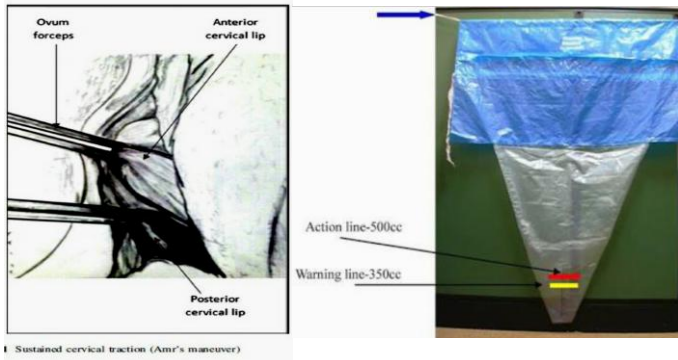 Ovum
forceps
Anterior
cervical lip
Posterior
cervical lip
Sustained cervical traction (Amr's maneuver)
Action line-500cc
Warning line-350cc